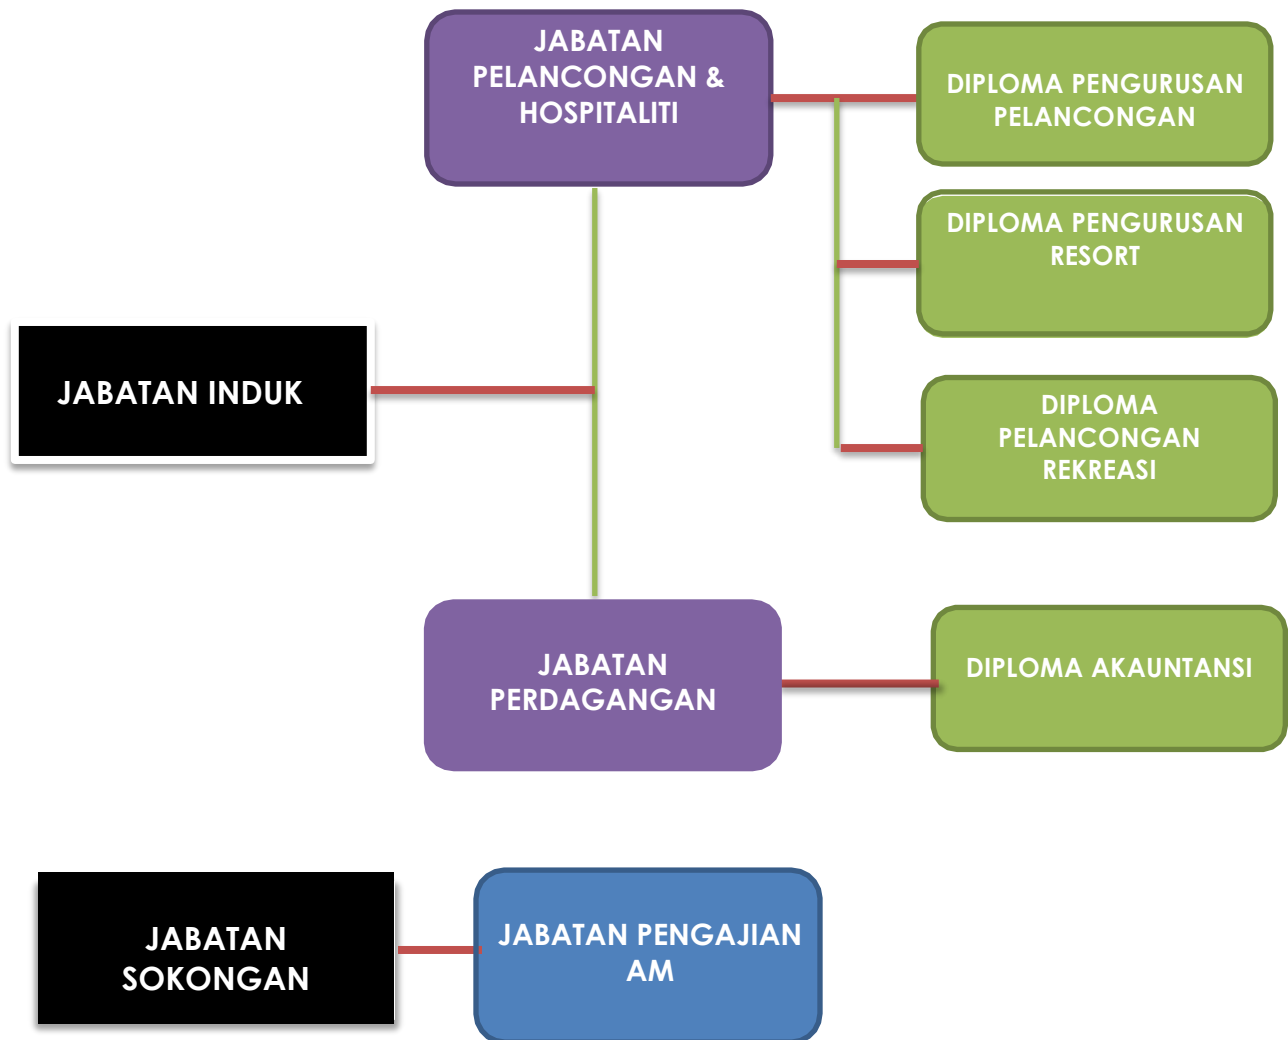 JABATAN
PELANCONGAN &
HOSPITALITI
DIPLOMA PENGURUSAN
PELANCONGAN
DIPLOMA PENGURUSAN
RESORT
JABATAN INDUK
DIPLOMA
PELANCONGAN
REKREASI
JABATAN
PERDAGANGAN
DIPLOMA AKAUNTANSI
JABATAN
SOKONGAN
JABATAN PENGAJIAN
AM